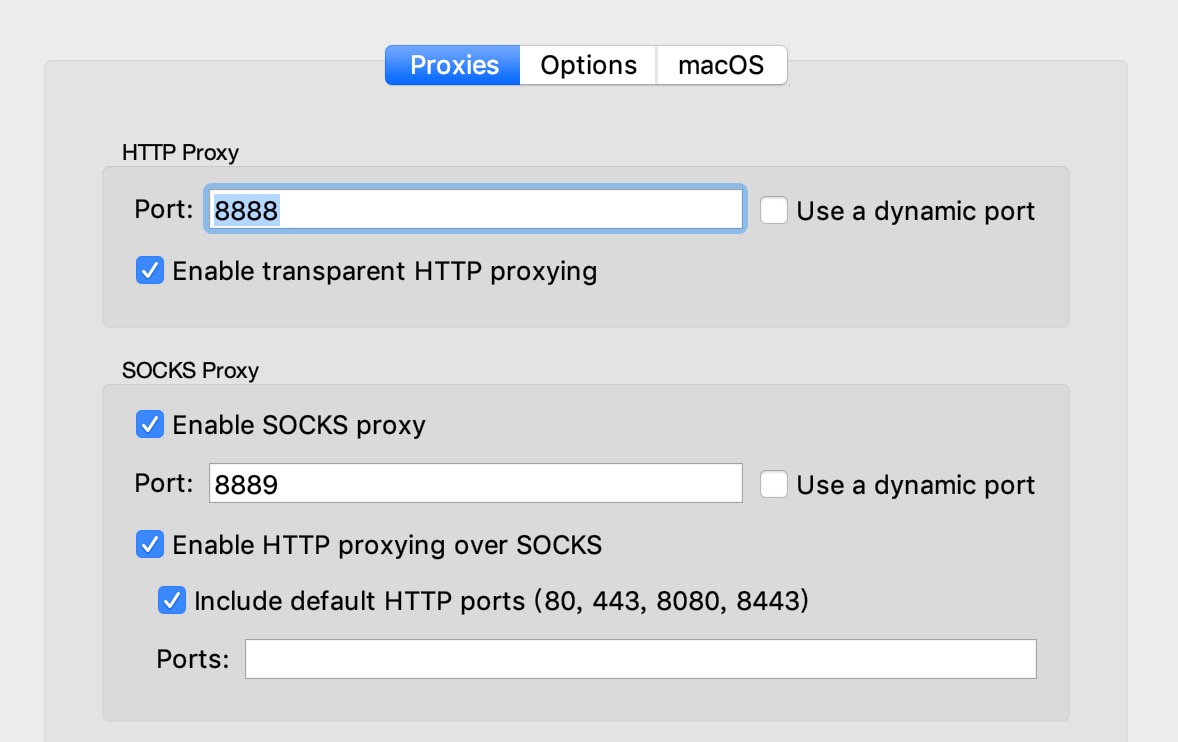 Proxies Options macOS
HTTP Proxy
Port: 8888 Use a dynamic port
Enable transparent HTTP proxying
SOCKS Proxy
Enable SOCKS proxy
Port: 8889 Use a dynamic port
Enable HTTP proxying over SOCKS
Include default HTTP ports (80, 443, 8080, 8443)
Ports: